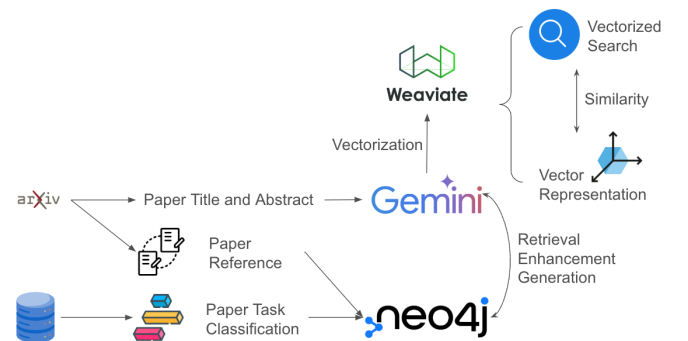 Vectorized
Search
Weaviate
Similarity
Vectorization
Vector
Representation
arXiv
Paper Title and Abstract
Gemini
Paper
Reference
Retrieval
Enhancement
Generation
Paper Task
Classification
neo4j